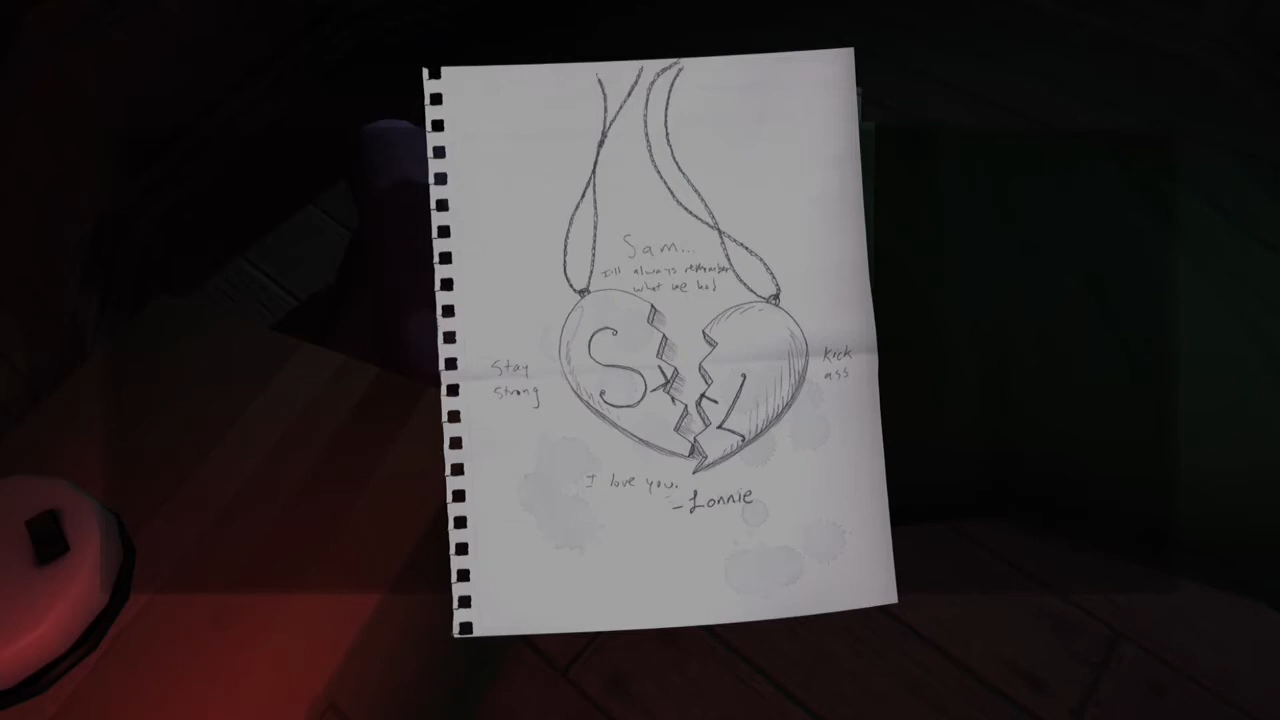 Sam...
I'll always remember
what we had
Stay
strong
Kick
ass
S + L
I love you.
-Lonnie